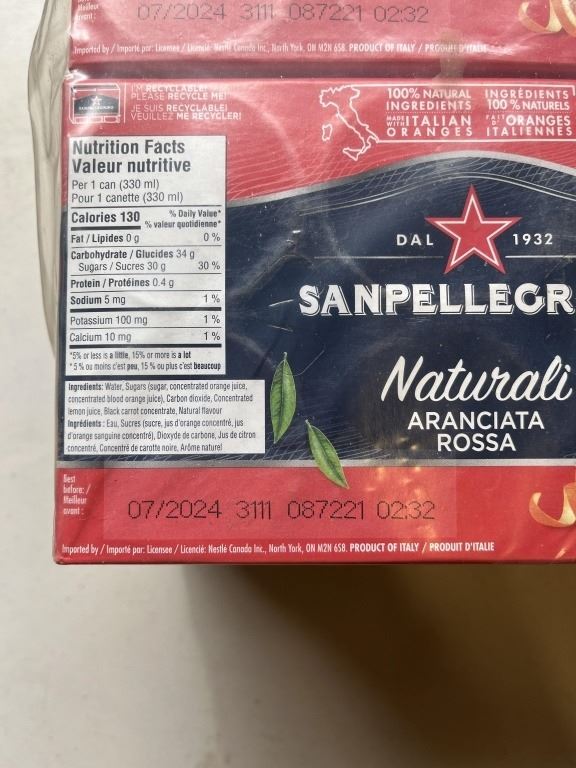 Meilleur
avant :
07/2024 3111 087221 02:32
Imported by / Importé par: Licensee / Licencié: Nestlé Canada Inc., North York, ON M2N 6S8. PRODUCT OF ITALY / PRODUIT D'ITALIE
I'M RECYCLABLE!
PLEASE RECYCLE ME!
JE SUIS RECYCLABLE!
VEUILLEZ ME RECYCLER!
100% NATURAL
INGREDIENTS
MADE WITH ITALIAN
ORANGES
INGRÉDIENTS
100 % NATURELS
FAIT D' ORANGES
ITALIENNES
Nutrition Facts
Valeur nutritive
Per 1 can (330 ml)
Pour 1 canette (330 ml)
Calories 130 % Daily Value*
% valeur quotidienne*
Fat / Lipides 0 g 0 %
Carbohydrate / Glucides 34 g
Sugars / Sucres 30 g 30 %
Protein / Protéines 0.4 g
Sodium 5 mg 1 %
Potassium 100 mg 1 %
Calcium 10 mg 1 %
*5% or less is a little, 15% or more is a lot
*5 % ou moins c'est peu, 15 % ou plus c'est beaucoup
Ingredients: Water, Sugars (sugar, concentrated orange juice,
concentrated blood orange juice), Carbon dioxide, Concentrated
lemon juice, Black carrot concentrate, Natural flavour
Ingrédients : Eau, Sucres (sucre, jus d'orange concentré, jus
d'orange sanguine concentré), Dioxyde de carbone, Jus de citron
concentré, Concentré de carotte noire, Arôme naturel
DAL 1932
SANPELLEGR
Naturali
ARANCIATA
ROSSA
Best
before: /
Meilleur
avant :
07/2024 3111 087221 02:32
Imported by / Importé par: Licensee / Licencié: Nestlé Canada Inc., North York, ON M2N 6S8. PRODUCT OF ITALY / PRODUIT D'ITALIE